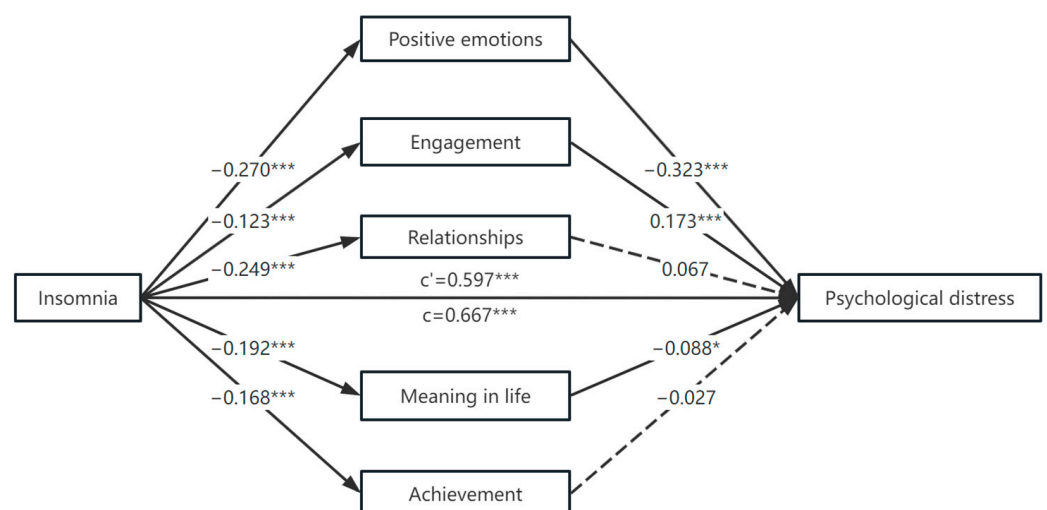 Positive emotions
Engagement
−0.270***
−0.323***
−0.123***
0.173***
Relationships
−0.249***
0.067
c'=0.597***
Insomnia
Psychological distress
c=0.667***
−0.192***
−0.088*
Meaning in life
−0.168***
−0.027
Achievement